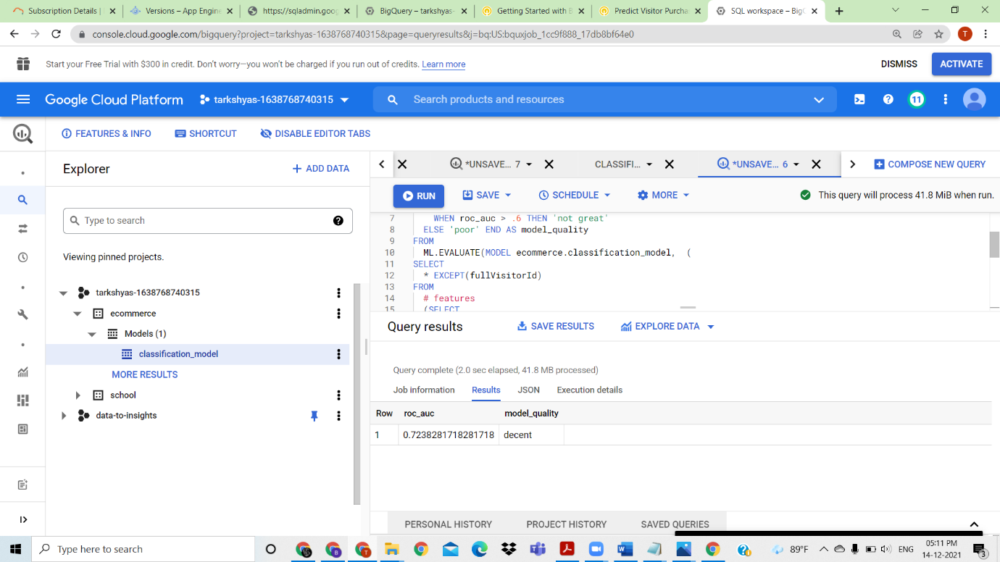 Subscription Details | Versions – App Engine https://sqladmin.goog BigQuery – tarkshyas- Getting Started with B Predict Visitor Purcha SQL workspace – BigQ
console.cloud.google.com/bigquery?project=tarkshyas-1638768740315&page=queryresults&j=bq:US:bquxjob_1cc9f888_17db8bf64e0 T
Start your Free Trial with $300 in credit. Don't worry—you won't be charged if you run out of credits. Learn more DISMISS ACTIVATE
Google Cloud Platform tarkshyas-1638768740315 Search products and resources 11
FEATURES & INFO SHORTCUT DISABLE EDITOR TABS
Explorer + ADD DATA
*UNSAVE... 7 CLASSIFI... *UNSAVE... 6 COMPOSE NEW QUERY
RUN SAVE SCHEDULE MORE This query will process 41.8 MiB when run.
Type to search
Viewing pinned projects.
tarkshyas-1638768740315
ecommerce
Models (1)
classification_model
MORE RESULTS
school
data-to-insights
7 WHEN roc_auc > .6 THEN 'not great'
8 ELSE 'poor' END AS model_quality
9 FROM
10 ML.EVALUATE(MODEL ecommerce.classification_model, (
11 SELECT
12 * EXCEPT(fullVisitorId)
13 FROM
14 # features
15 (SELECT
Query results SAVE RESULTS EXPLORE DATA
Query complete (2.0 sec elapsed, 41.8 MB processed)
Job information Results JSON Execution details
Row roc_auc model_quality
1 0.7238281718281718 decent
PERSONAL HISTORY PROJECT HISTORY SAVED QUERIES
Type here to search 89°F ENG 05:11 PM
14-12-2021 3